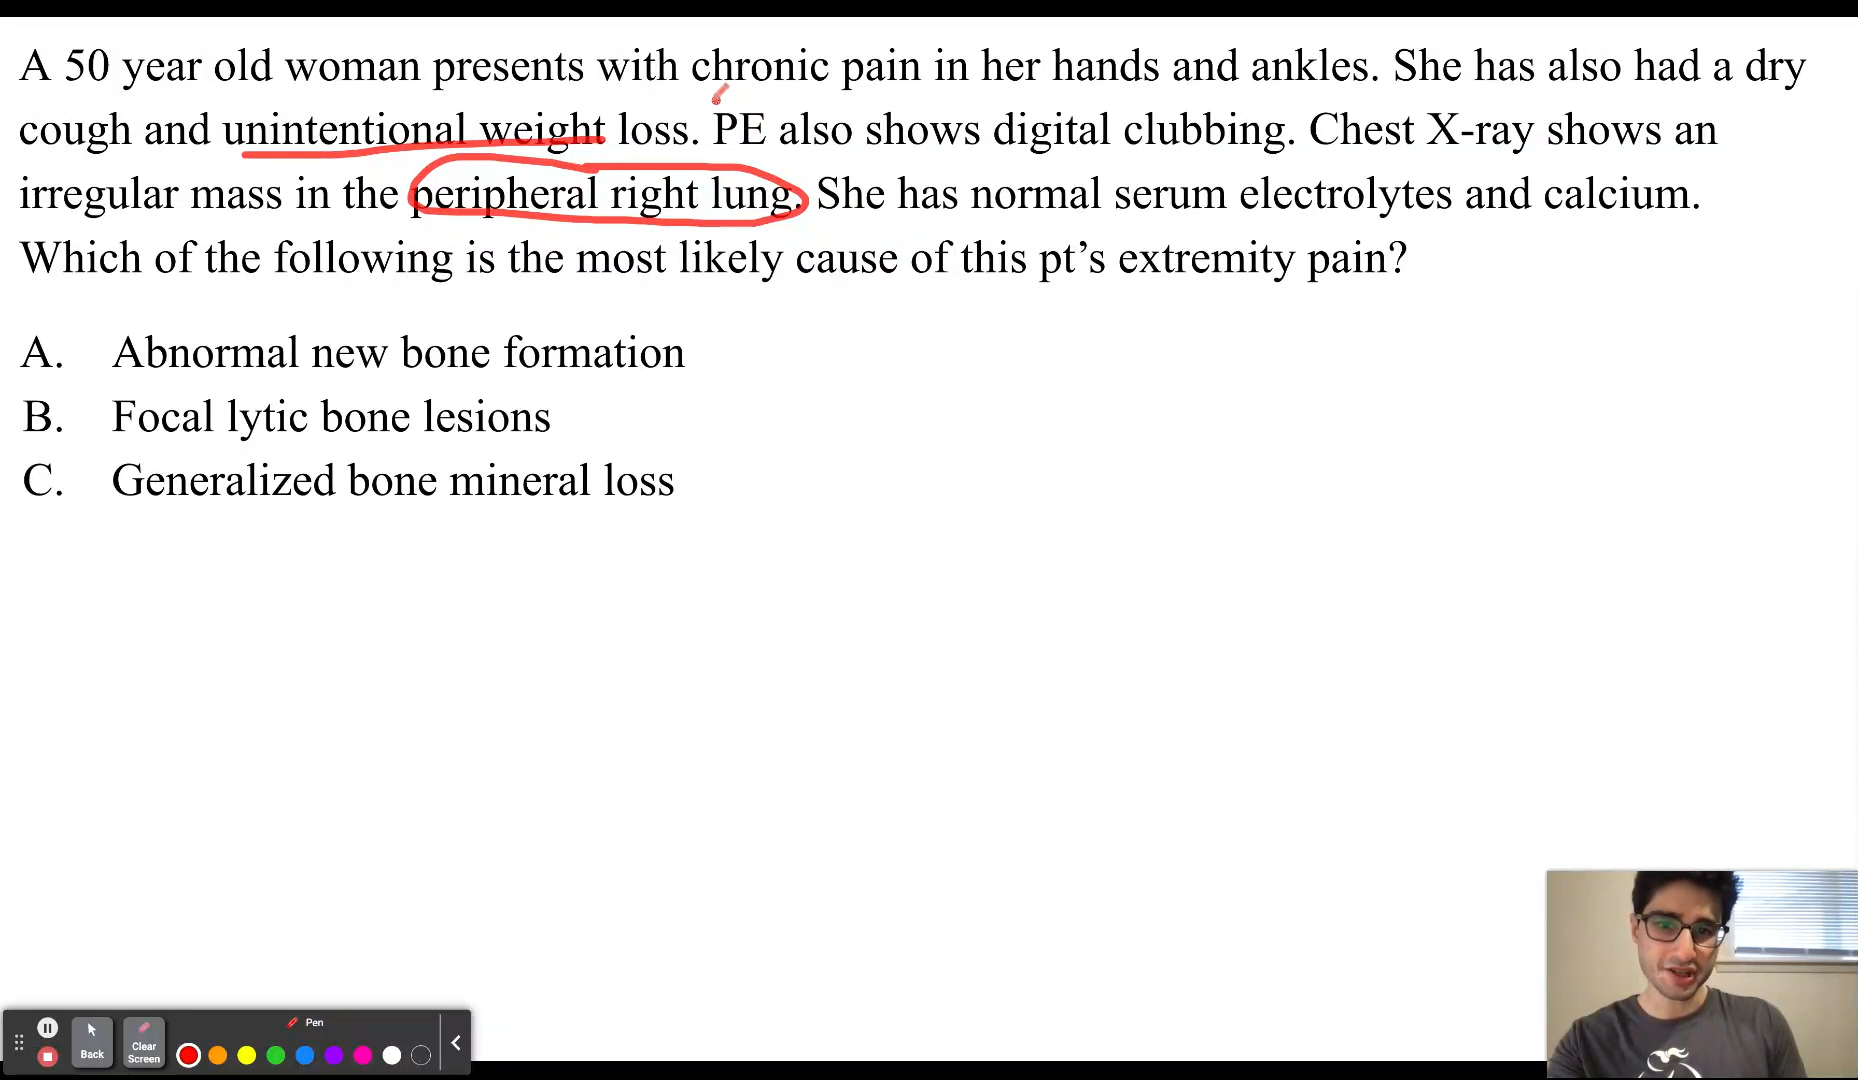 A 50 year old woman presents with chronic pain in her hands and ankles. She has also had a dry
cough and unintentional weight loss. PE also shows digital clubbing. Chest X-ray shows an
irregular mass in the peripheral right lung. She has normal serum electrolytes and calcium.
Which of the following is the most likely cause of this pt’s extremity pain?
A. Abnormal new bone formation
B. Focal lytic bone lesions
C. Generalized bone mineral loss
Pen
Back
Clear
Screen